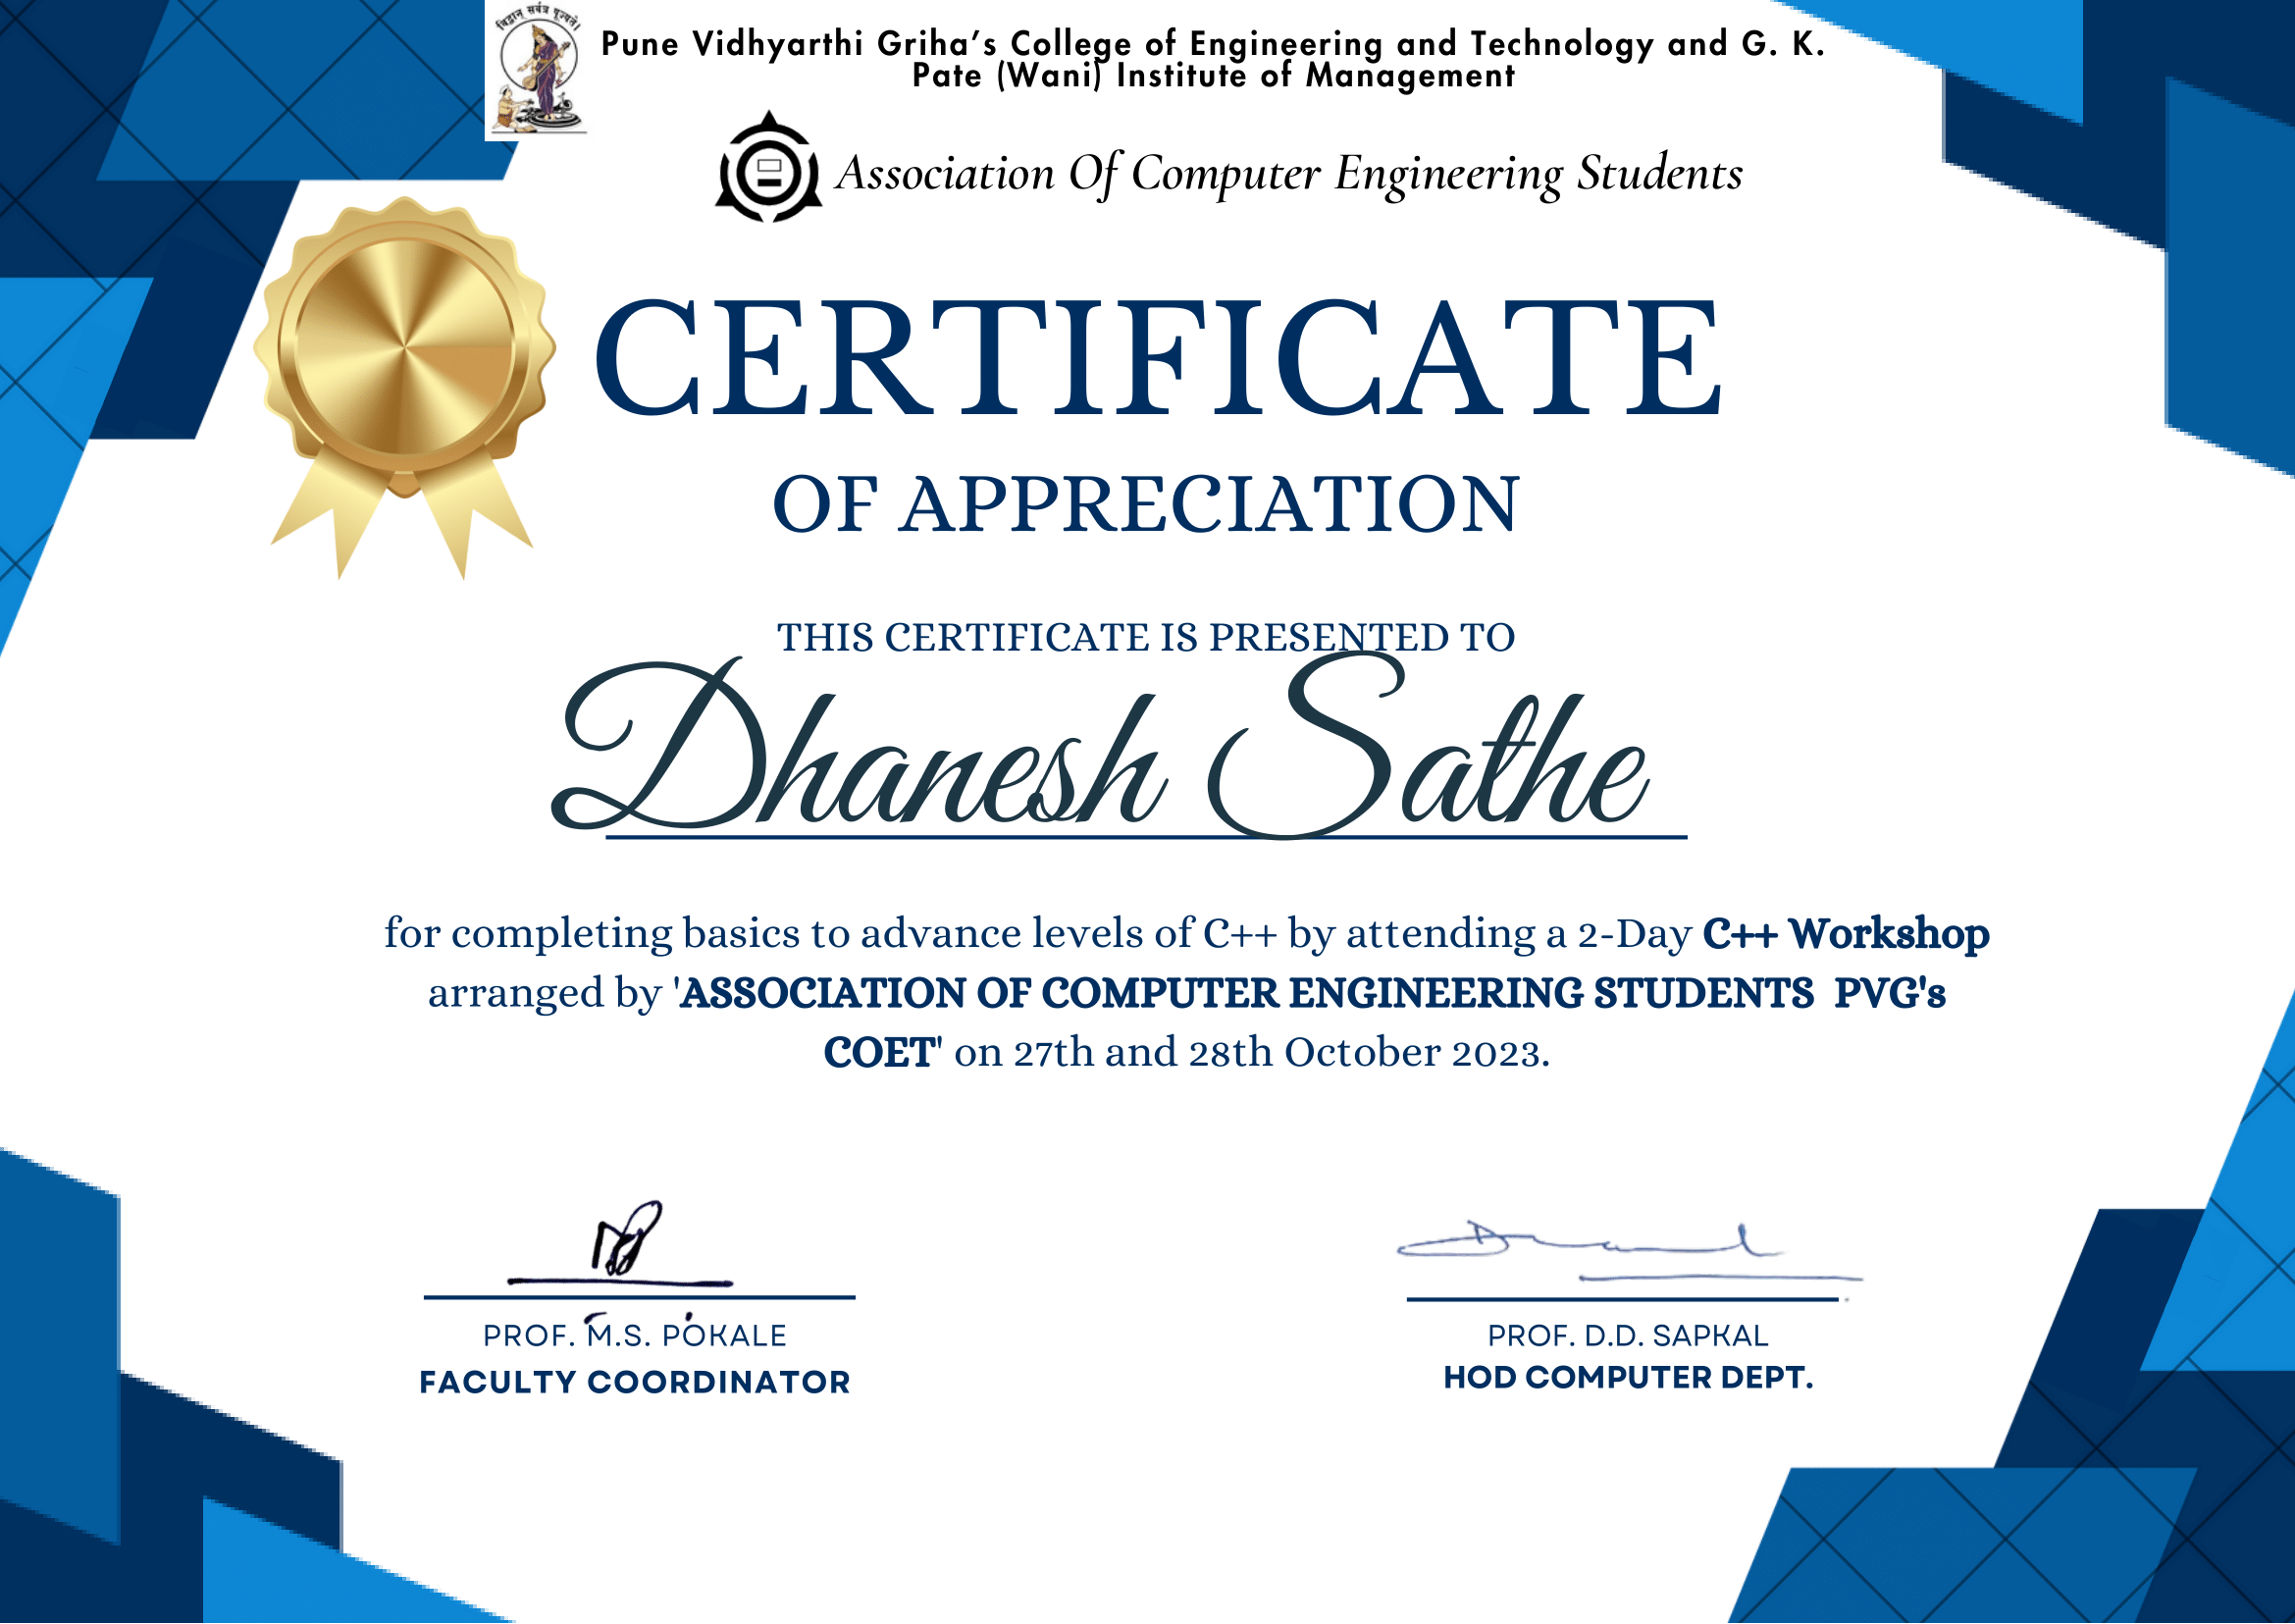 विद्वान् सर्वत्र पूज्यते।
Pune Vidhyarthi Griha’s College of Engineering and Technology and G. K.
Pate (Wani) Institute of Management
Association Of Computer Engineering Students
CERTIFICATE
OF APPRECIATION
THIS CERTIFICATE IS PRESENTED TO
Dhanesh Sathe
for completing basics to advance levels of C++ by attending a 2-Day C++ Workshop
arranged by 'ASSOCIATION OF COMPUTER ENGINEERING STUDENTS PVG's
COET' on 27th and 28th October 2023.
PROF. M.S. POKALE
FACULTY COORDINATOR
PROF. D.D. SAPKAL
HOD COMPUTER DEPT.